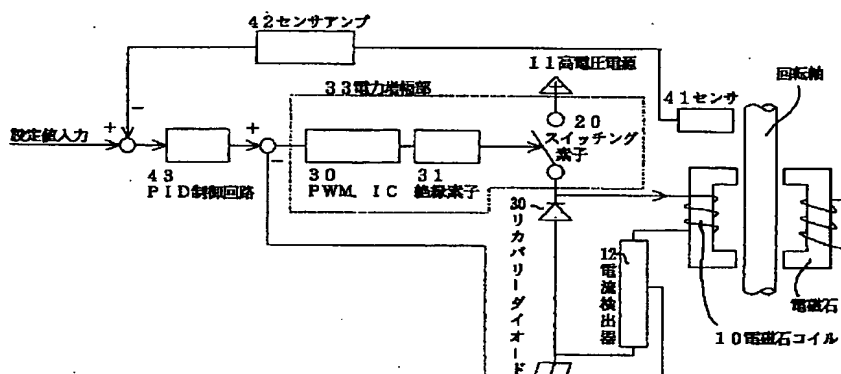 42センサアンプ
11高電圧電源
回転軸
33電力増幅部
41センサ
設定値入力
+
-
+
-
20
スイッチング
素子
43
PID制御回路
30
PWM. IC
31
絶縁素子
30リカバリーダイオード
12電流検出器
電磁石
10電磁石コイル